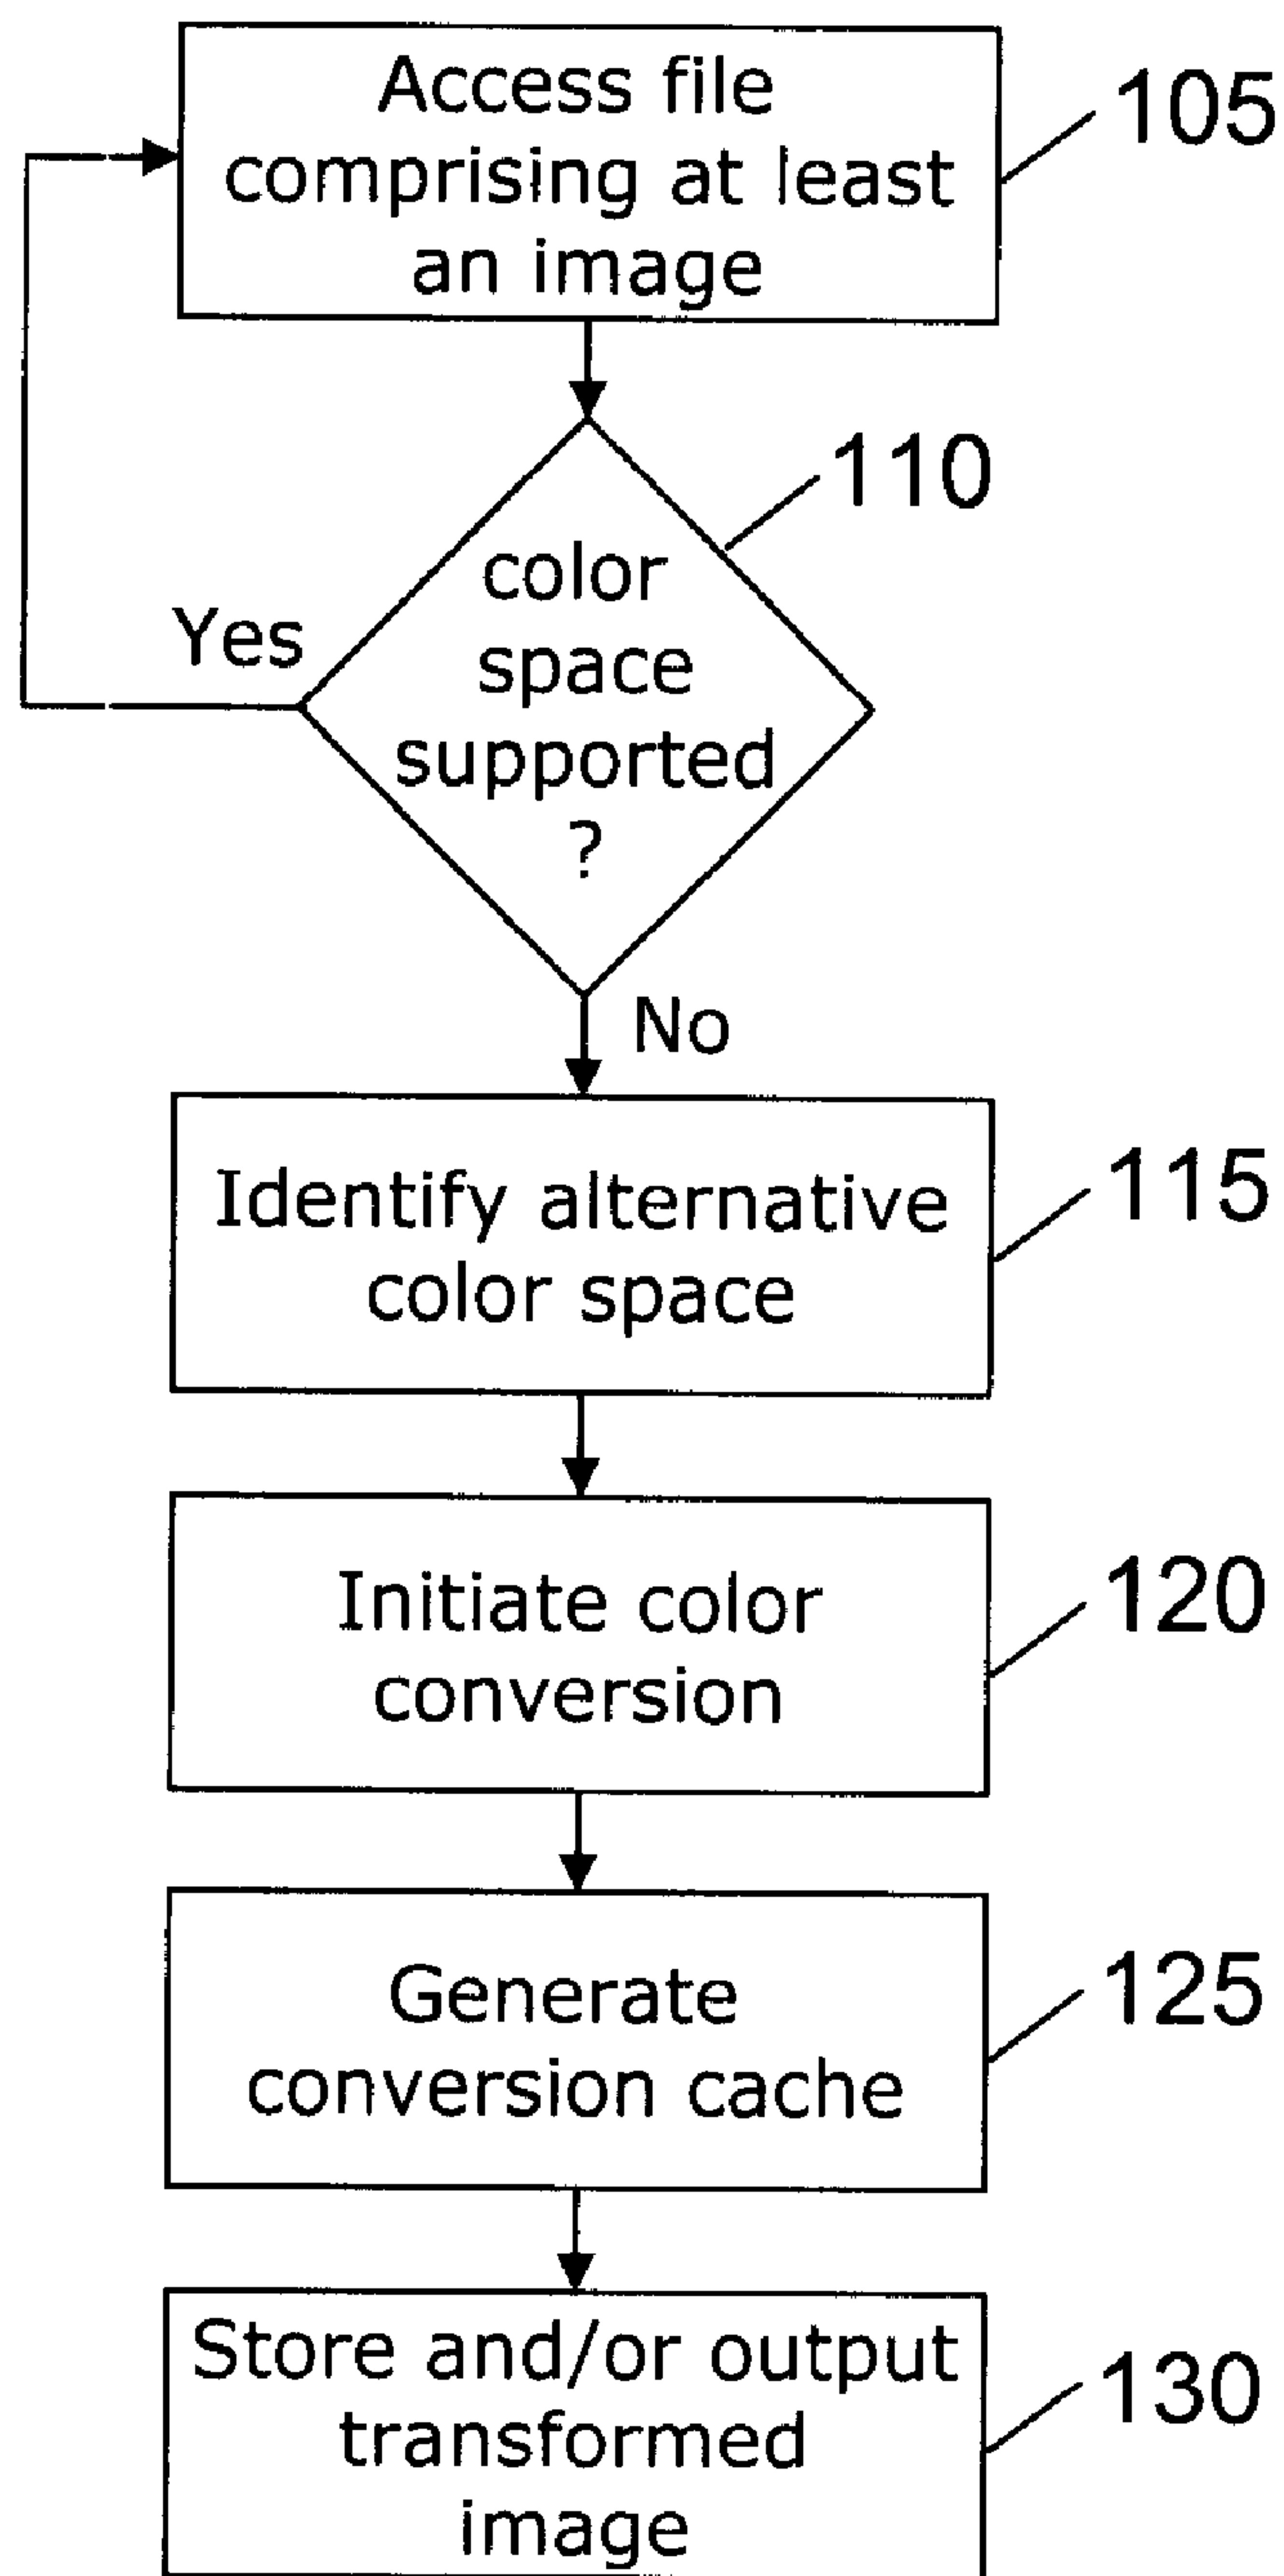 Access file
comprising at least
an image
105
110
color
space
supported
?
Yes
No
Identify alternative
color space
115
Initiate color
conversion
120
Generate
conversion cache
125
Store and/or output
transformed
image
130